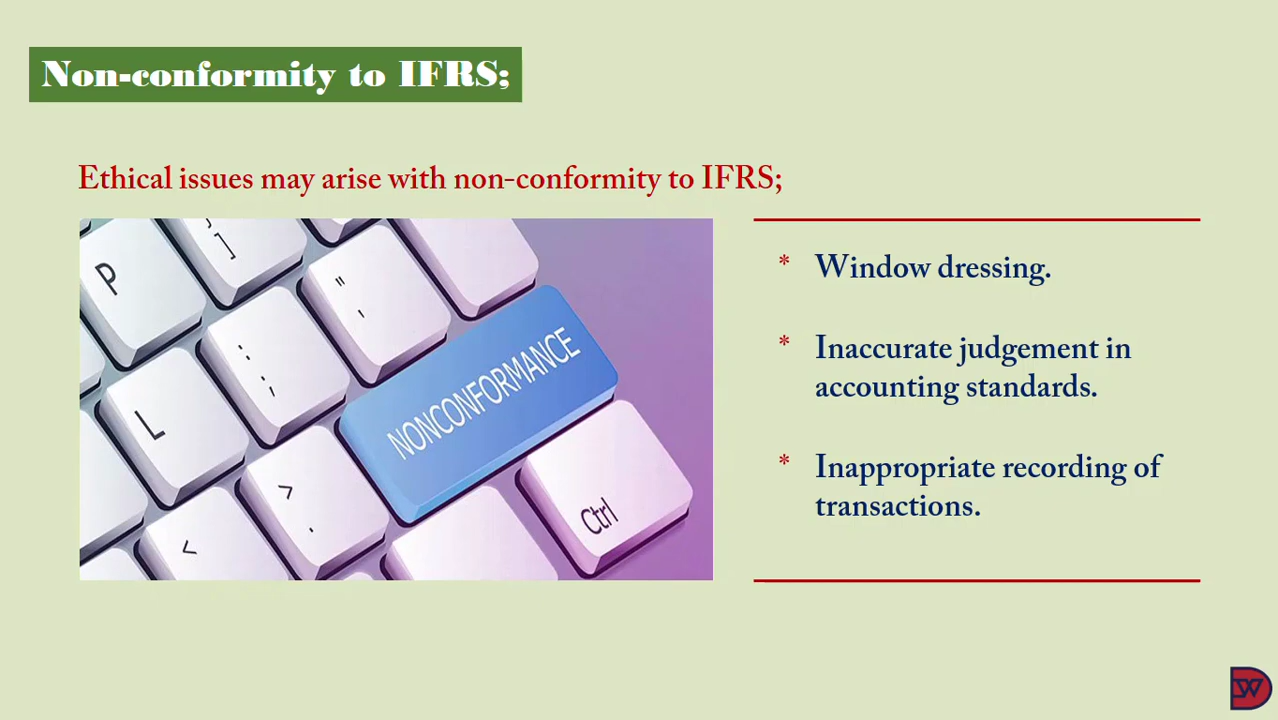 Non-conformity to IFRS;
Ethical issues may arise with non-conformity to IFRS;
* Window dressing.
* Inaccurate judgement in
accounting standards.
* Inappropriate recording of
transactions.
P
]
"
'
:
;
L
NONCONFORMANCE
>
.
<
Ctrl
DW